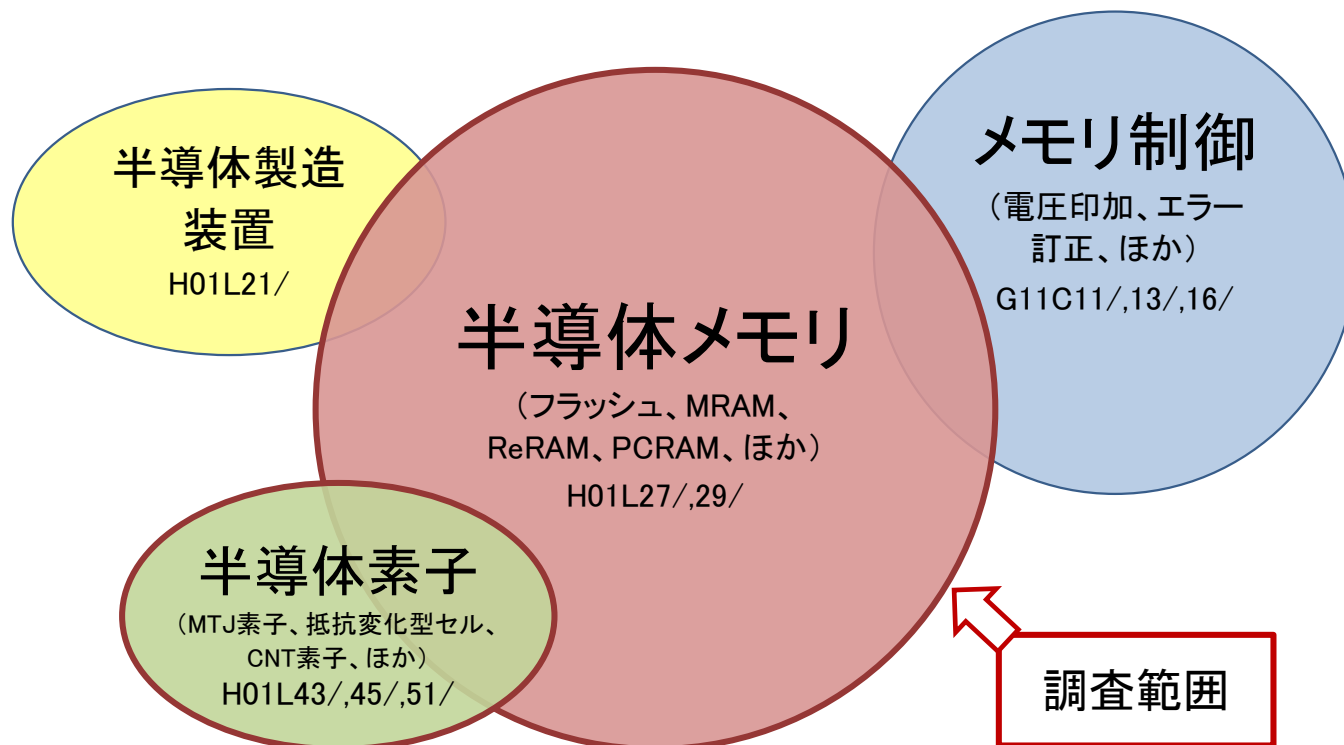 半導体製造
装置
H01L21/
メモリ制御
（電圧印加、エラー
訂正、ほか）
G11C11/,13/,16/
半導体メモリ
（フラッシュ、MRAM、
ReRAM、PCRAM、ほか）
H01L27/,29/
半導体素子
（MTJ素子、抵抗変化型セル、
CNT素子、ほか）
H01L43/,45/,51/
調査範囲